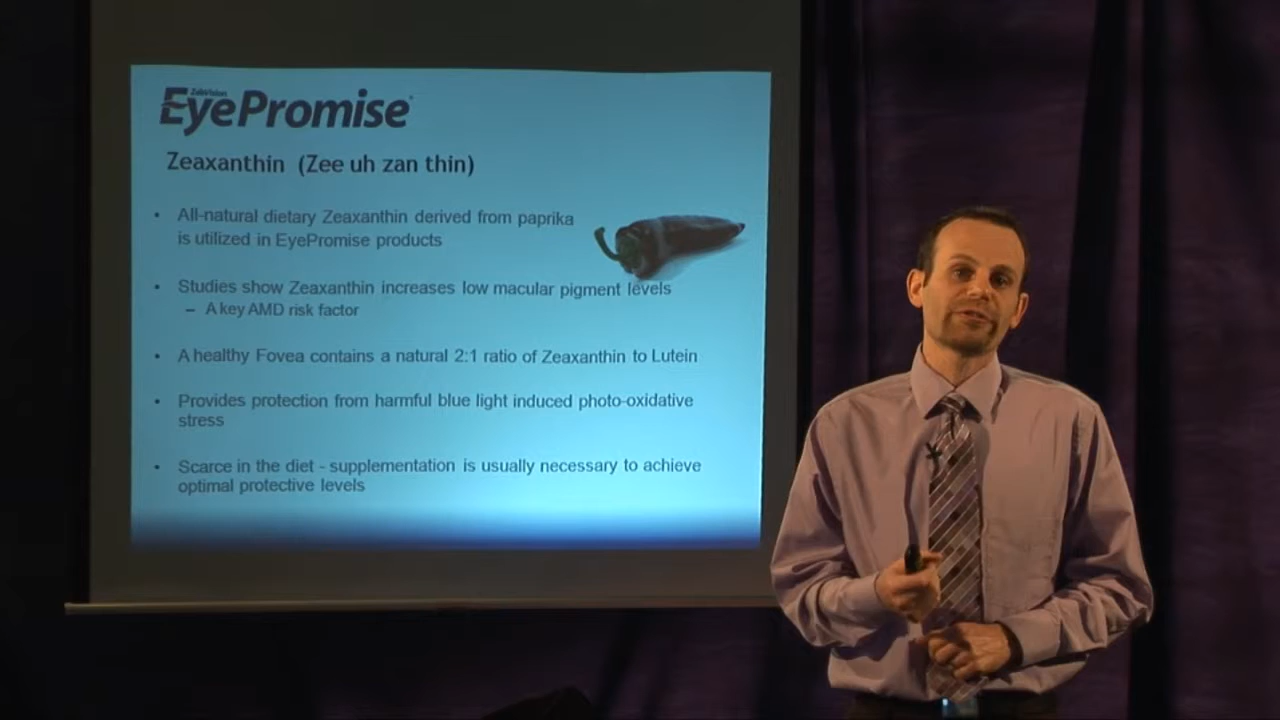 ZeaVision
EyePromise
Zeaxanthin (Zee uh zan thin)
• All-natural dietary Zeaxanthin derived from paprika
is utilized in EyePromise products
• Studies show Zeaxanthin increases low macular pigment levels
– A key AMD risk factor
• A healthy Fovea contains a natural 2:1 ratio of Zeaxanthin to Lutein
• Provides protection from harmful blue light induced photo-oxidative
stress
• Scarce in the diet - supplementation is usually necessary to achieve
optimal protective levels